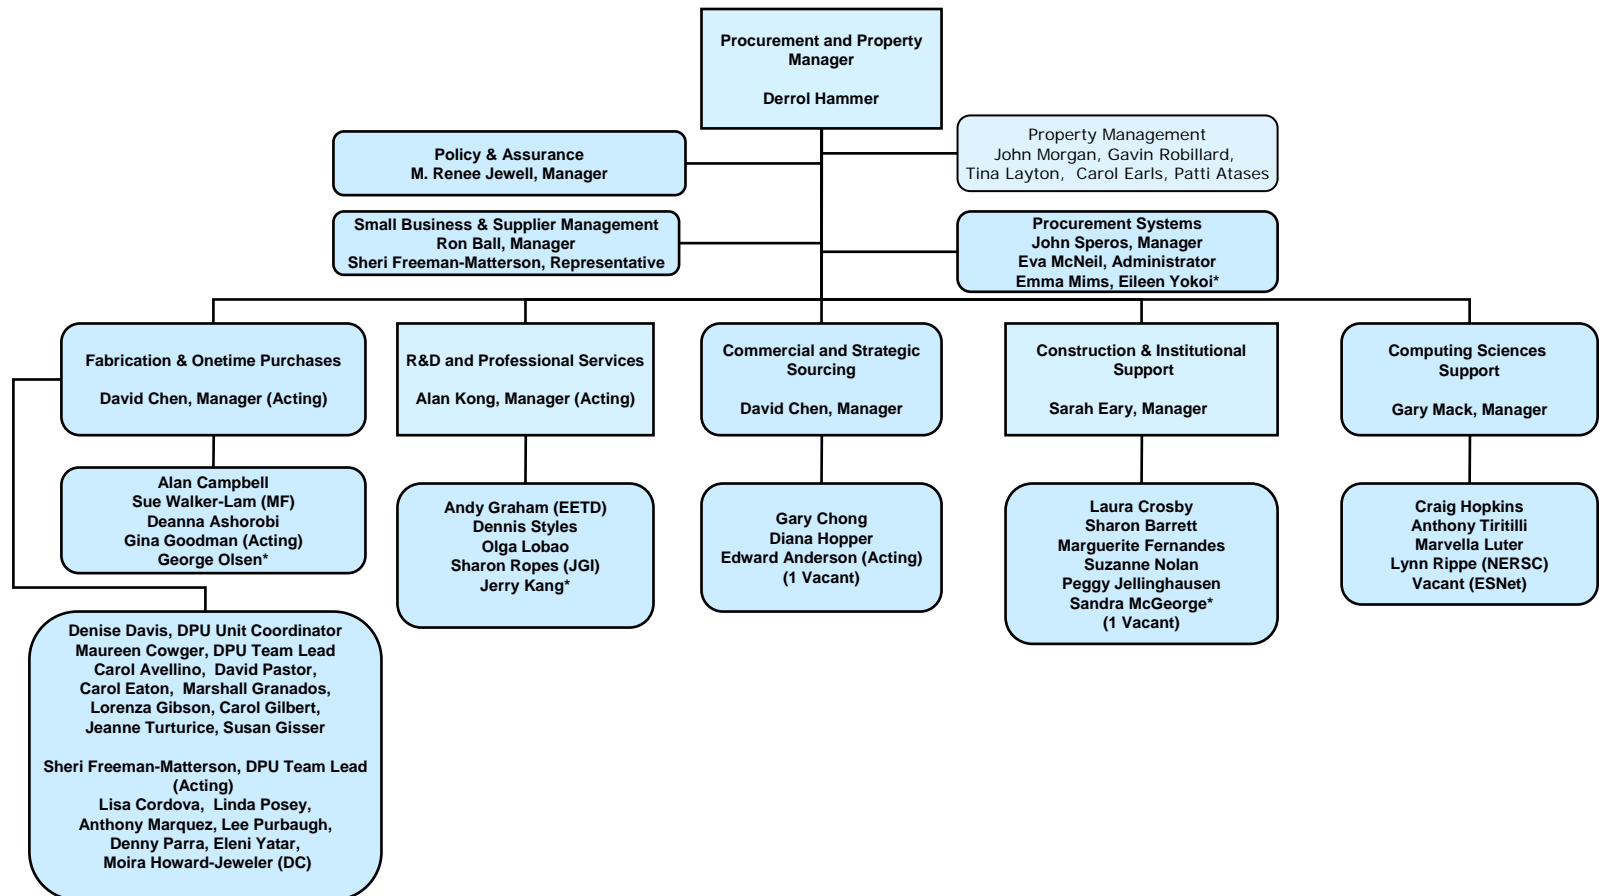 Procurement and Property
Manager
Derrol Hammer
Policy & Assurance
M. Renee Jewell, Manager
Property Management
John Morgan, Gavin Robillard,
Tina Layton, Carol Earls, Patti Atases
Small Business & Supplier Management
Ron Ball, Manager
Sheri Freeman-Matterson, Representative
Procurement Systems
John Speros, Manager
Eva McNeil, Administrator
Emma Mims, Eileen Yokoi*
Fabrication & Onetime Purchases
David Chen, Manager (Acting)
R&D and Professional Services
Alan Kong, Manager (Acting)
Commercial and Strategic
Sourcing
David Chen, Manager
Construction & Institutional
Support
Sarah Eary, Manager
Computing Sciences
Support
Gary Mack, Manager
Alan Campbell
Sue Walker-Lam (MF)
Deanna Ashorobi
Gina Goodman (Acting)
George Olsen*
Andy Graham (EETD)
Dennis Styles
Olga Lobao
Sharon Ropes (JGI)
Jerry Kang*
Gary Chong
Diana Hopper
Edward Anderson (Acting)
(1 Vacant)
Laura Crosby
Sharon Barrett
Marguerite Fernandes
Suzanne Nolan
Peggy Jellinghausen
Sandra McGeorge*
(1 Vacant)
Craig Hopkins
Anthony Tiritilli
Marvella Luter
Lynn Rippe (NERSC)
Vacant (ESNet)
Denise Davis, DPU Unit Coordinator
Maureen Cowger, DPU Team Lead
Carol Avellino, David Pastor,
Carol Eaton, Marshall Granados,
Lorenza Gibson, Carol Gilbert,
Jeanne Turturice, Susan Gisser
Sheri Freeman-Matterson, DPU Team Lead
(Acting)
Lisa Cordova, Linda Posey,
Anthony Marquez, Lee Purbaugh,
Denny Parra, Eleni Yatar,
Moira Howard-Jeweler (DC)